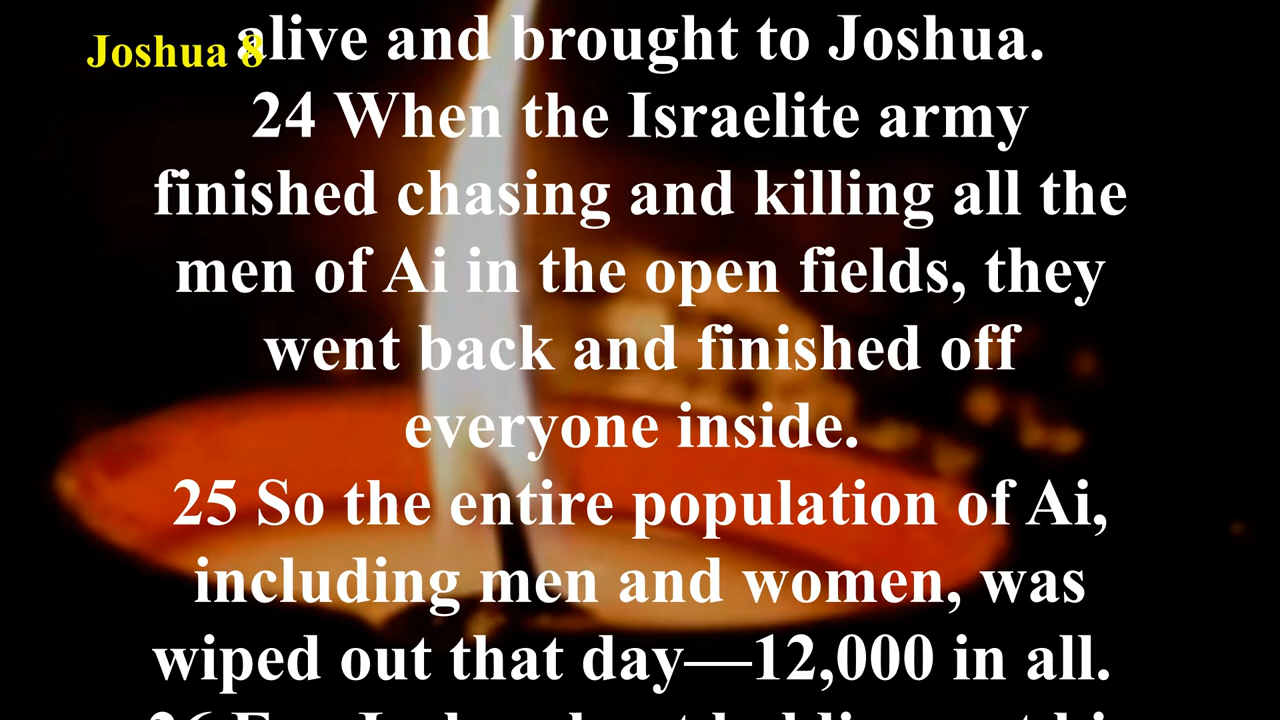 Joshua 8
alive and brought to Joshua.
24 When the Israelite army
finished chasing and killing all the
men of Ai in the open fields, they
went back and finished off
everyone inside.
25 So the entire population of Ai,
including men and women, was
wiped out that day—12,000 in all.